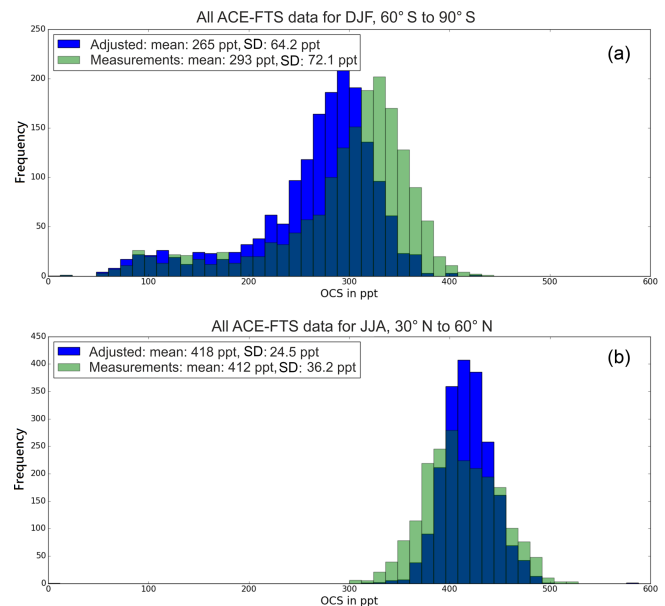 All ACE-FTS data for DJF, 60° S to 90° S
Adjusted: mean: 265 ppt, SD: 64.2 ppt
Measurements: mean: 293 ppt, SD: 72.1 ppt
(a)
250
200
150
100
50
0
Frequency
0 100 200 300 400 500 600
OCS in ppt
All ACE-FTS data for JJA, 30° N to 60° N
Adjusted: mean: 418 ppt, SD: 24.5 ppt
Measurements: mean: 412 ppt, SD: 36.2 ppt
(b)
450
400
350
300
250
200
150
100
50
0
Frequency
0 100 200 300 400 500 600
OCS in ppt